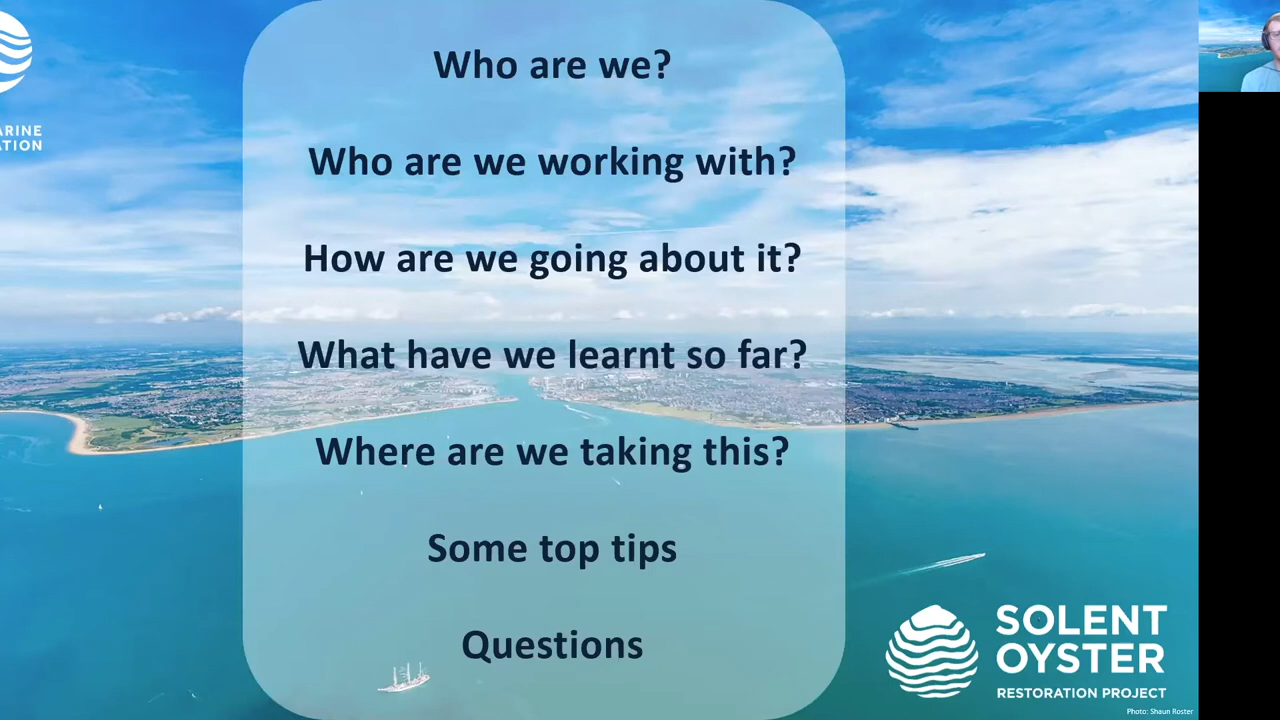 Who are we?
ARINE
ATION
Who are we working with?
How are we going about it?
What have we learnt so far?
Where are we taking this?
Some top tips
Questions
SOLENT
OYSTER
RESTORATION PROJECT
Photo: Shaun Roster